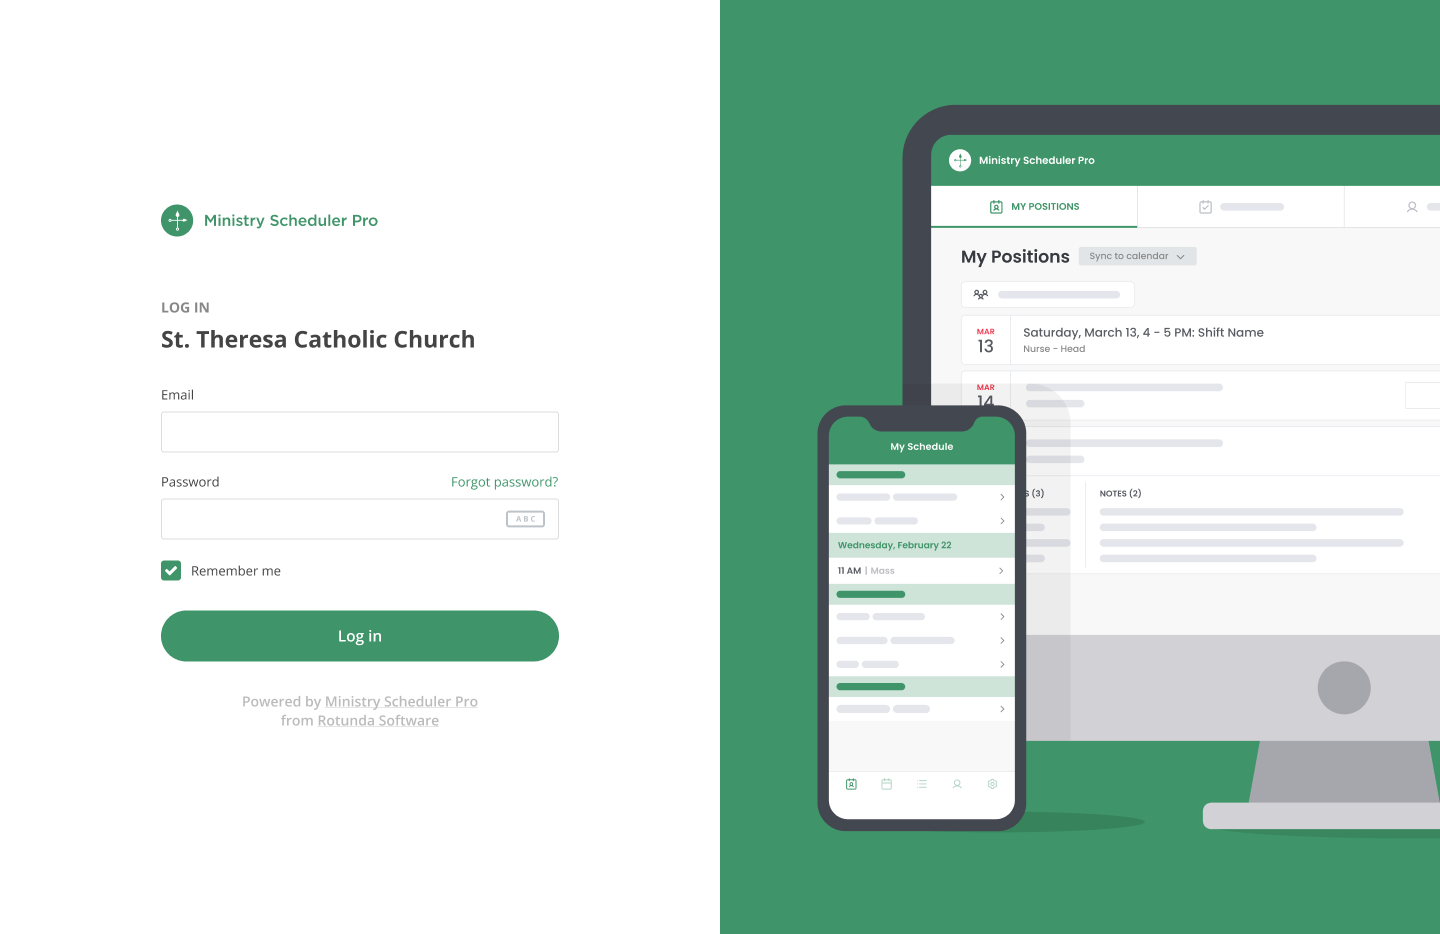 Ministry Scheduler Pro
LOG IN
St. Theresa Catholic Church
Email
Password
Forgot password?
ABC
Remember me
Log in
Powered by Ministry Scheduler Pro
from Rotunda Software
Ministry Scheduler Pro
MY POSITIONS
My Positions
Sync to calendar
MAR
13
Saturday, March 13, 4 - 5 PM: Shift Name
Nurse - Head
MAR
14
S (3)
NOTES (2)
My Schedule
Wednesday, February 22
11 AM | Mass